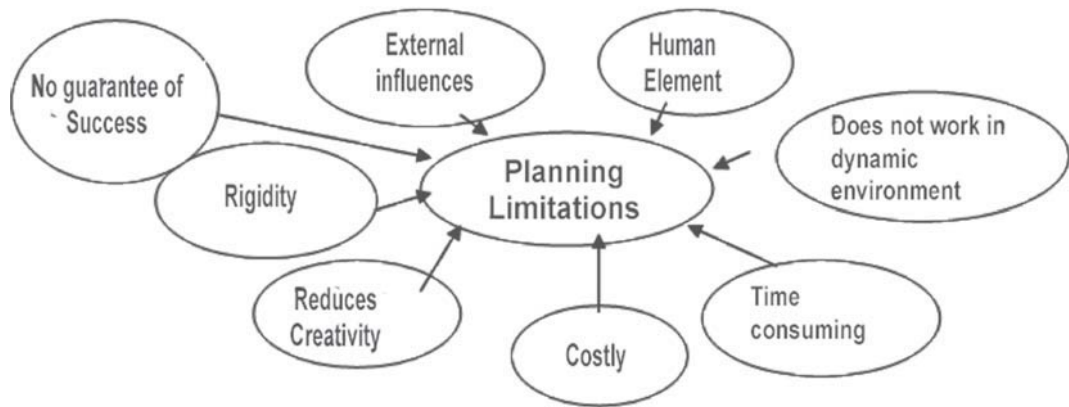 External
influences
Human
Element
No guarantee of
Success
Does not work in
dynamic
environment
Planning
Limitations
Rigidity
Reduces
Creativity
Costly
Time
consuming